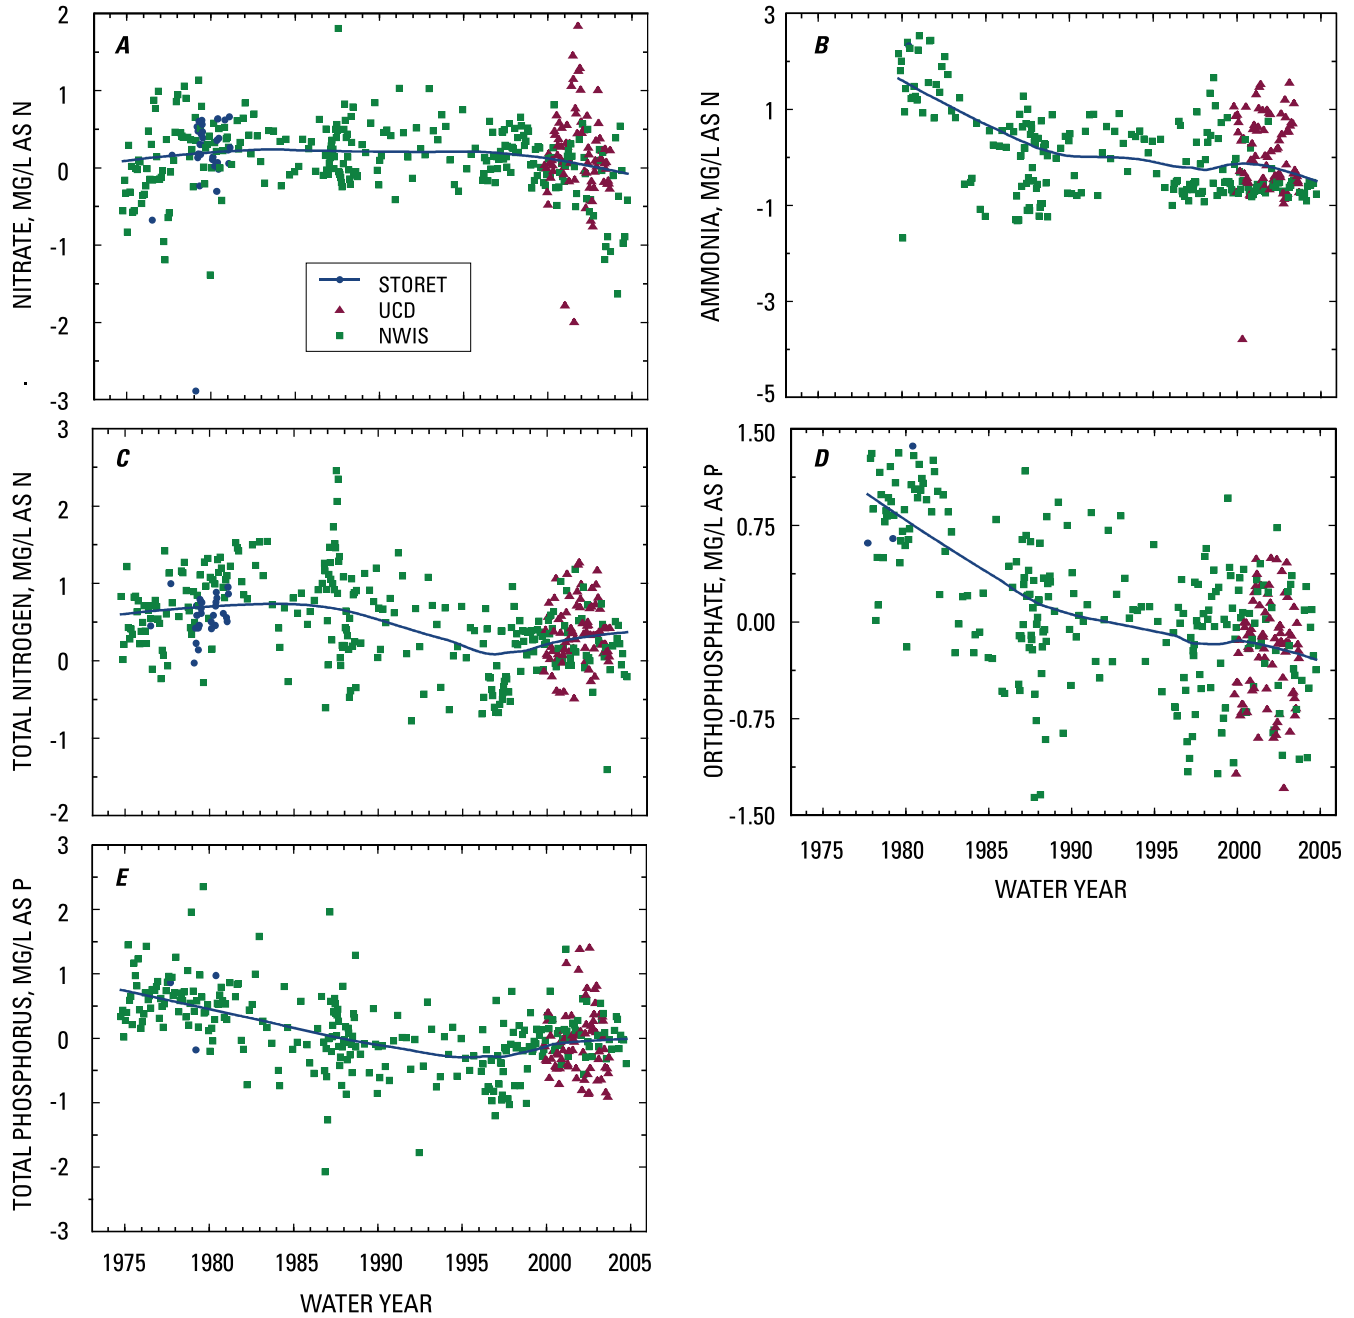 A
NITRATE, MG/L AS N
2
1
0
-1
-2
-3
STORET
UCD
NWIS
B
AMMONIA, MG/L AS N
3
1
-1
-3
-5
C
TOTAL NITROGEN, MG/L AS N
3
2
1
0
-1
-2
D
ORTHOPHOSPHATE, MG/L AS P
1.50
0.75
0.00
-0.75
-1.50
1975 1980 1985 1990 1995 2000 2005
WATER YEAR
E
TOTAL PHOSPHORUS, MG/L AS P
3
2
1
0
-1
-2
-3
1975 1980 1985 1990 1995 2000 2005
WATER YEAR